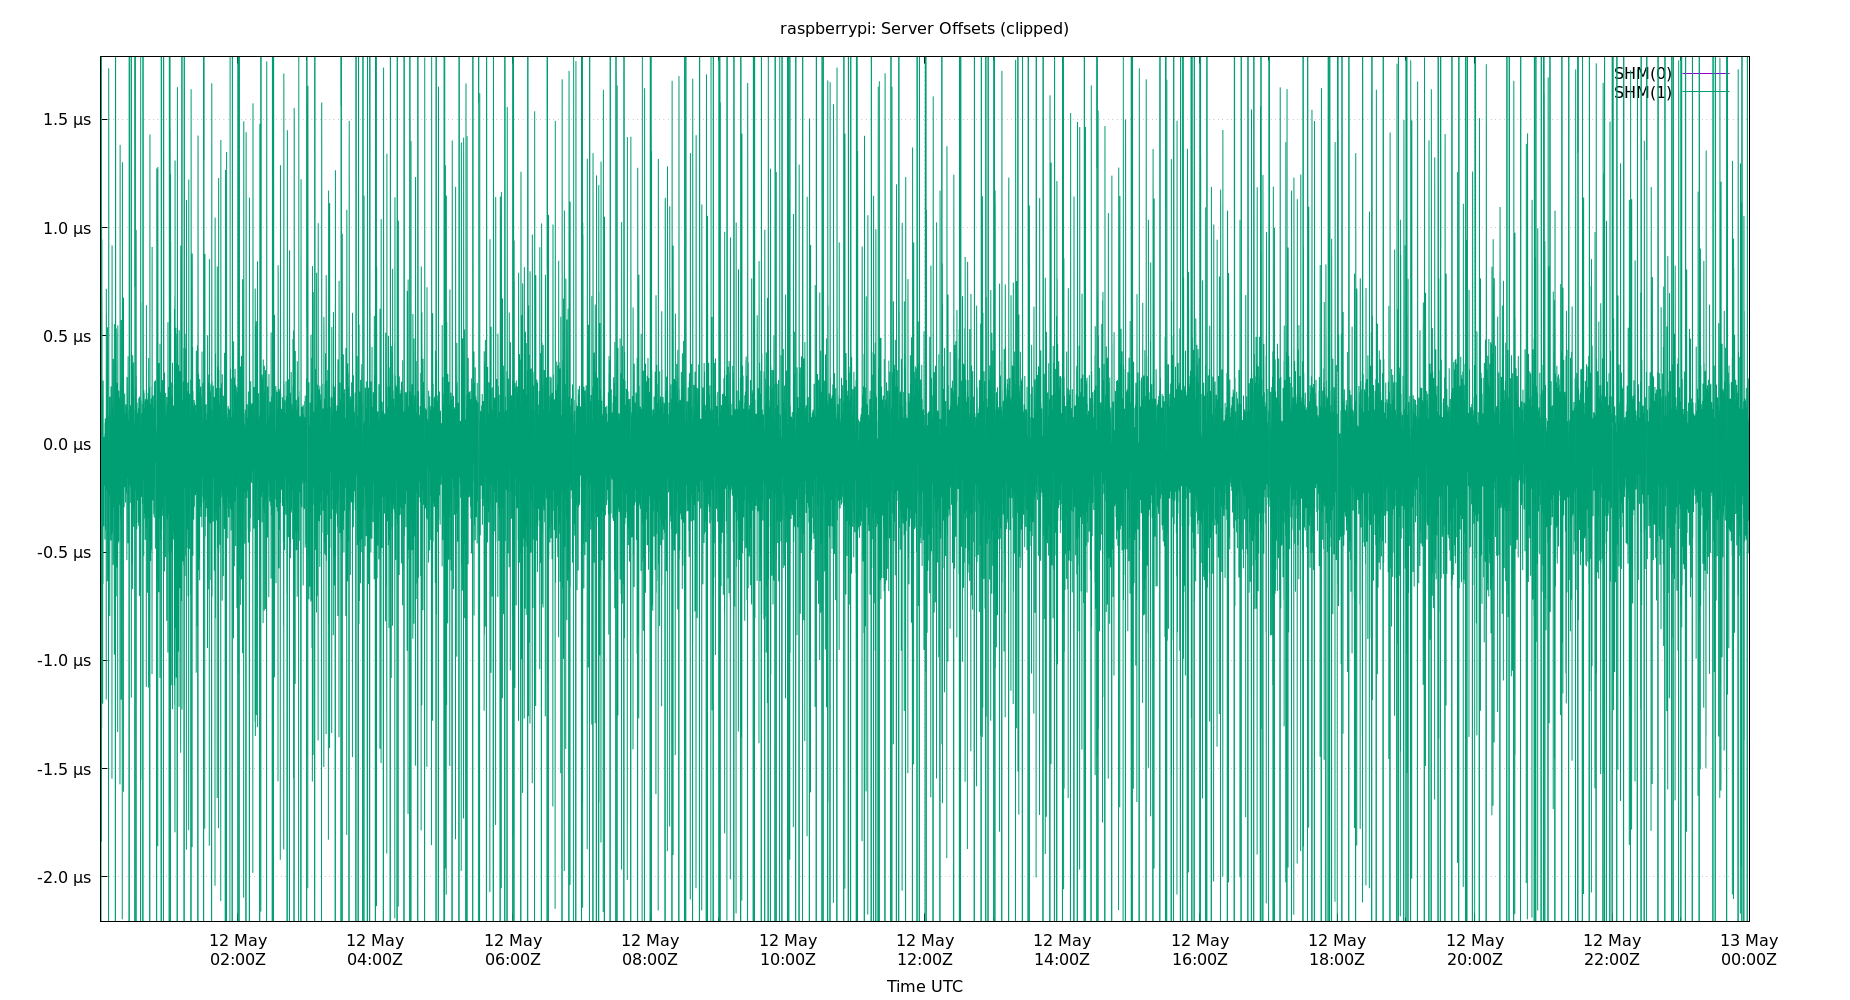 raspberrypi: Server Offsets (clipped)
SHM(0)
SHM(1)
1.5 µs
1.0 µs
0.5 µs
0.0 µs
-0.5 µs
-1.0 µs
-1.5 µs
-2.0 µs
12 May 12 May 12 May 12 May 12 May 12 May 12 May 12 May 12 May 12 May 12 May 13 May
02:00Z 04:00Z 06:00Z 08:00Z 10:00Z 12:00Z 14:00Z 16:00Z 18:00Z 20:00Z 22:00Z 00:00Z
Time UTC